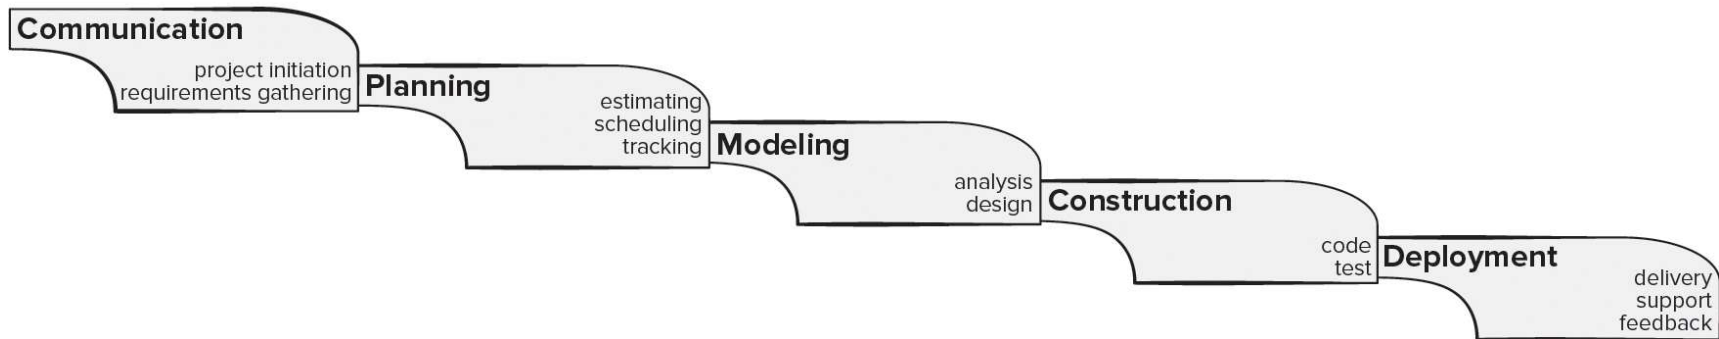 Communication
project initiation
requirements gathering
Planning
estimating
scheduling
tracking
Modeling
analysis
design
Construction
code
test
Deployment
delivery
support
feedback